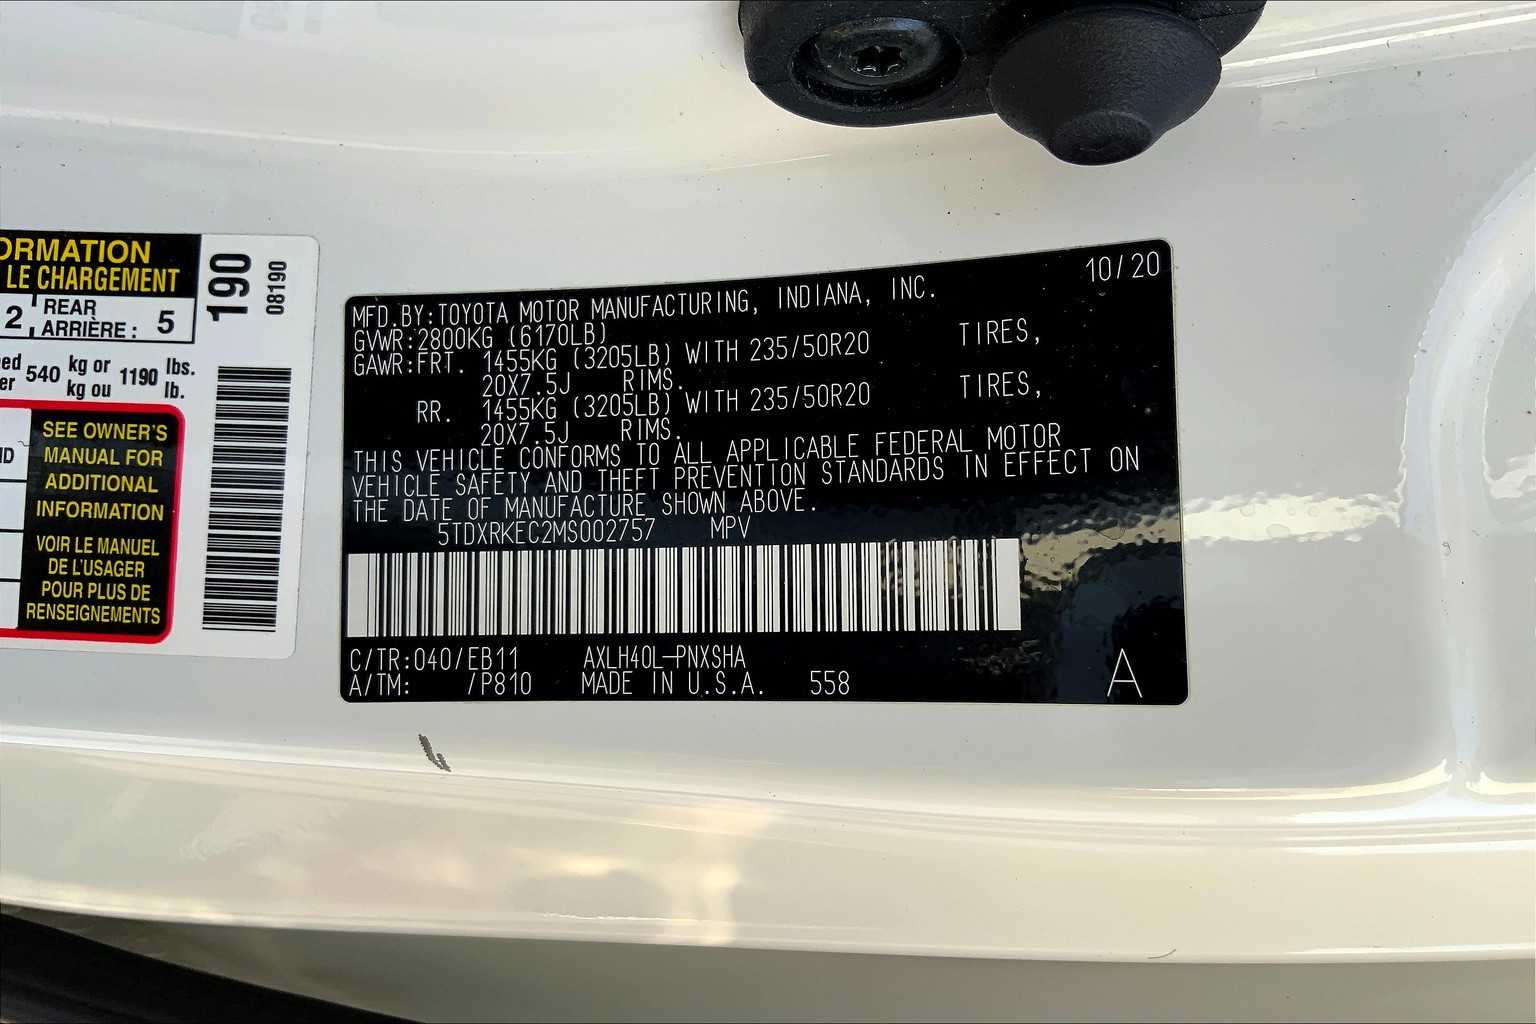 ORMATION
LE CHARGEMENT
2 REAR
ARRIÈRE : 5
540 kg or 1190 lbs.
kg ou lb.
SEE OWNER'S
MANUAL FOR
ADDITIONAL
INFORMATION
VOIR LE MANUEL
DE L'USAGER
POUR PLUS DE
RENSEIGNEMENTS
190
08190
10/20
MFD.BY:TOYOTA MOTOR MANUFACTURING, INDIANA, INC.
GVWR:2800KG (6170LB)
GAWR:FRT. 1455KG (3205LB) WITH 235/50R20 TIRES,
20X7.5J RIMS.
RR. 1455KG (3205LB) WITH 235/50R20 TIRES,
20X7.5J RIMS.
THIS VEHICLE CONFORMS TO ALL APPLICABLE FEDERAL MOTOR
VEHICLE SAFETY AND THEFT PREVENTION STANDARDS IN EFFECT ON
THE DATE OF MANUFACTURE SHOWN ABOVE.
5TDXRKEC2MS002757 MPV
C/TR:040/EB11 AXLH40L-PNXSHA
A/TM: /P810 MADE IN U.S.A. 558
A